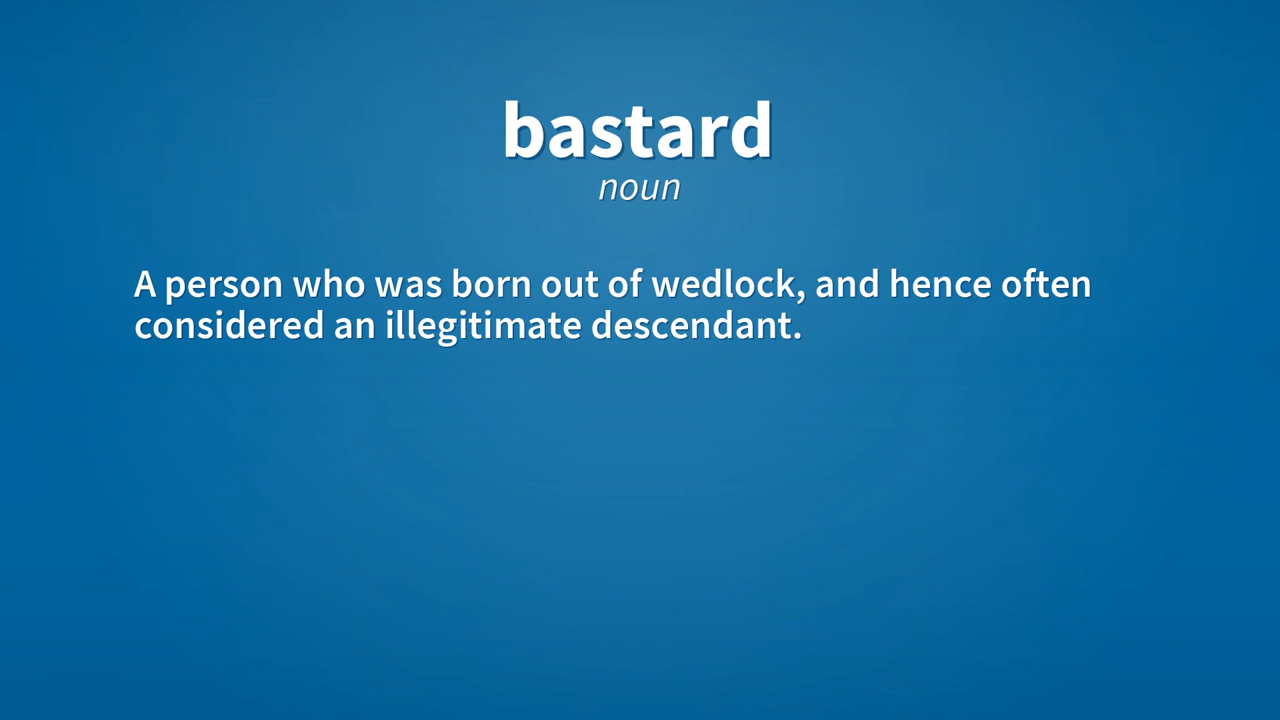 bastard
noun
A person who was born out of wedlock, and hence often
considered an illegitimate descendant.